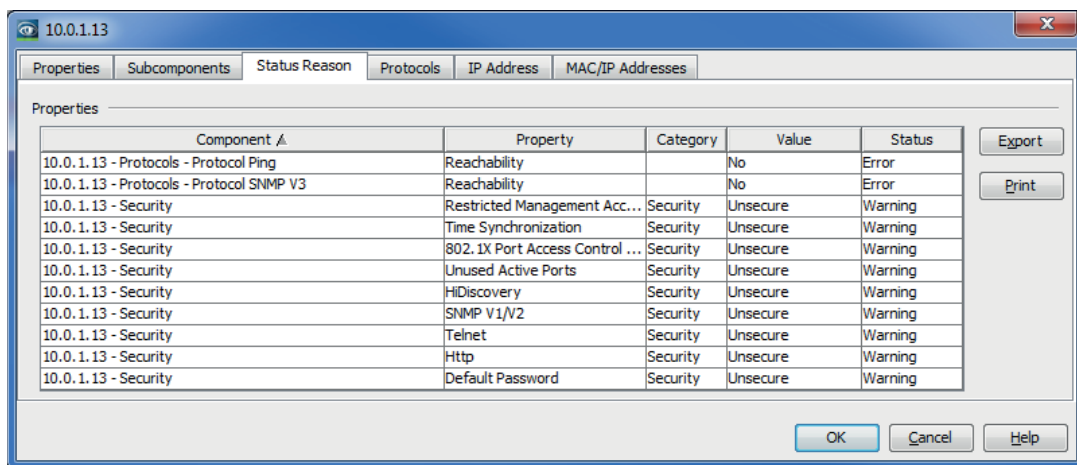 10.0.1.13
Properties Subcomponents Status Reason Protocols IP Address MAC/IP Addresses
Properties
Component Property Category Value Status
10.0.1.13 - Protocols - Protocol Ping Reachability No Error
10.0.1.13 - Protocols - Protocol SNMP V3 Reachability No Error
10.0.1.13 - Security Restricted Management Acc... Security Unsecure Warning
10.0.1.13 - Security Time Synchronization Security Unsecure Warning
10.0.1.13 - Security 802.1X Port Access Control ... Security Unsecure Warning
10.0.1.13 - Security Unused Active Ports Security Unsecure Warning
10.0.1.13 - Security HiDiscovery Security Unsecure Warning
10.0.1.13 - Security SNMP V1/V2 Security Unsecure Warning
10.0.1.13 - Security Telnet Security Unsecure Warning
10.0.1.13 - Security Http Security Unsecure Warning
10.0.1.13 - Security Default Password Security Unsecure Warning
Export
Print
OK Cancel Help